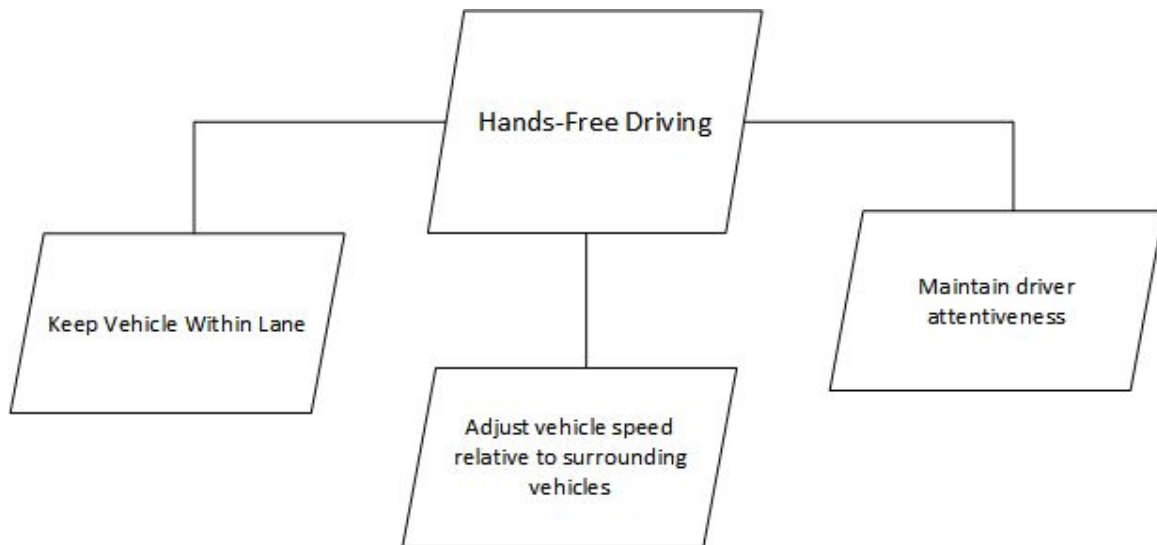 Hands-Free Driving
Keep Vehicle Within Lane
Maintain driver
attentiveness
Adjust vehicle speed
relative to surrounding
vehicles